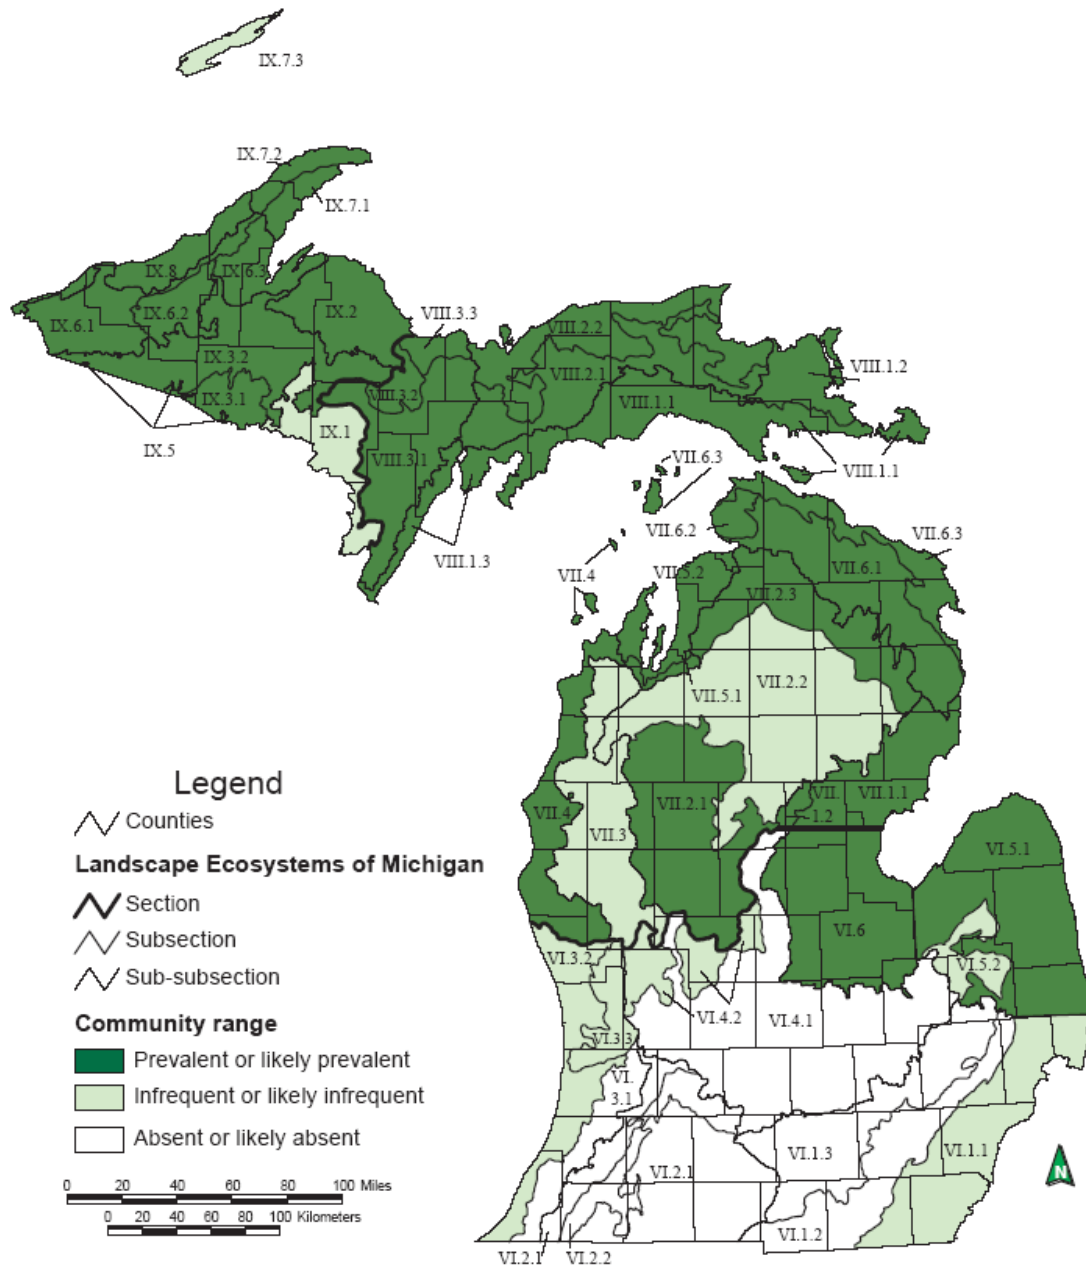 IX.7.3
IX.7.2
IX.7.1
IX.8
IX.6.3
IX.6.1
IX.6.2
IX.2
VIII.3.3
VIII.2.2
IX.3.2
VIII.2.1
VIII.1.2
IX.3.1
VIII.3.2
VIII.1.1
IX.1
IX.5
VIII.3.1
VII.6.3
VIII.1.1
VII.6.2
VII.6.3
VIII.1.3
VII.4
VII.5.2
VII.6.1
VII.2.3
VII.5.1
VII.2.2
VII.4
VII.3
VII.2.1
VII.
1.2
VII.1.1
VI.5.1
VI.6
VI.3.2
VI.5.2
VI.4.2
VI.4.1
VI.3.3
VI.
3.1
VI.2.1
VI.1.3
VI.1.1
VI.1.2
VI.2.1
VI.2.2
Legend
Counties
Landscape Ecosystems of Michigan
Section
Subsection
Sub-subsection
Community range
Prevalent or likely prevalent
Infrequent or likely infrequent
Absent or likely absent
0 20 40 60 80 100 Miles
0 20 40 60 80 100 Kilometers
N